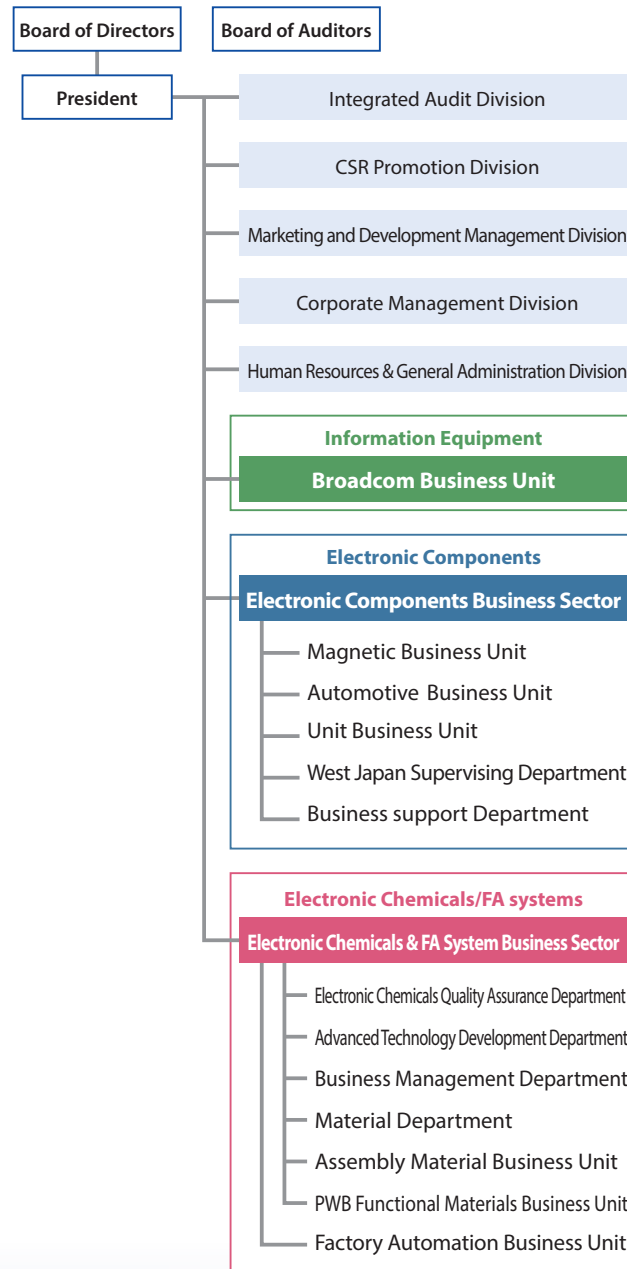 Board of Directors
Board of Auditors
President
Integrated Audit Division
CSR Promotion Division
Marketing and Development Management Division
Corporate Management Division
Human Resources & General Administration Division
Information Equipment
Broadcom Business Unit
Electronic Components
Electronic Components Business Sector
Magnetic Business Unit
Automotive Business Unit
Unit Business Unit
West Japan Supervising Department
Business support Department
Electronic Chemicals/FA systems
Electronic Chemicals & FA System Business Sector
Electronic Chemicals Quality Assurance Department
Advanced Technology Development Department
Business Management Department
Material Department
Assembly Material Business Unit
PWB Functional Materials Business Unit
Factory Automation Business Unit